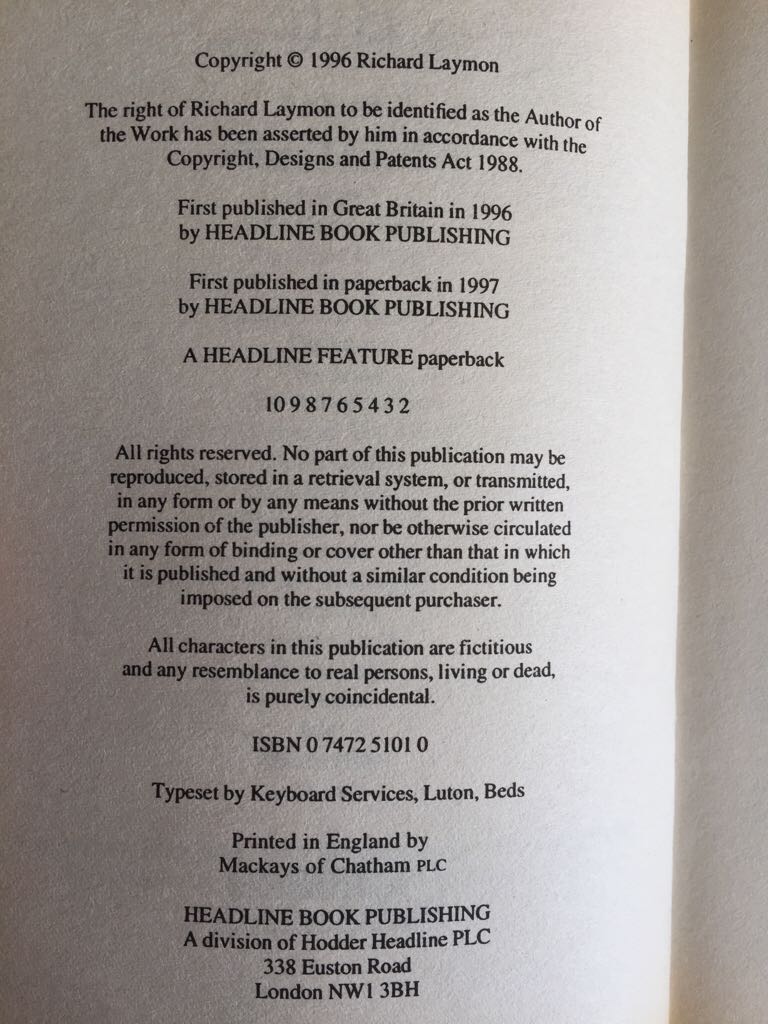 Copyright © 1996 Richard Laymon
The right of Richard Laymon to be identified as the Author of
the Work has been asserted by him in accordance with the
Copyright, Designs and Patents Act 1988.
First published in Great Britain in 1996
by HEADLINE BOOK PUBLISHING
First published in paperback in 1997
by HEADLINE BOOK PUBLISHING
A HEADLINE FEATURE paperback
10 9 8 7 6 5 4 3 2
All rights reserved. No part of this publication may be
reproduced, stored in a retrieval system, or transmitted,
in any form or by any means without the prior written
permission of the publisher, nor be otherwise circulated
in any form of binding or cover other than that in which
it is published and without a similar condition being
imposed on the subsequent purchaser.
All characters in this publication are fictitious
and any resemblance to real persons, living or dead,
is purely coincidental.
ISBN 0 7472 5101 0
Typeset by Keyboard Services, Luton, Beds
Printed in England by
Mackays of Chatham PLC
HEADLINE BOOK PUBLISHING
A division of Hodder Headline PLC
338 Euston Road
London NW1 3BH